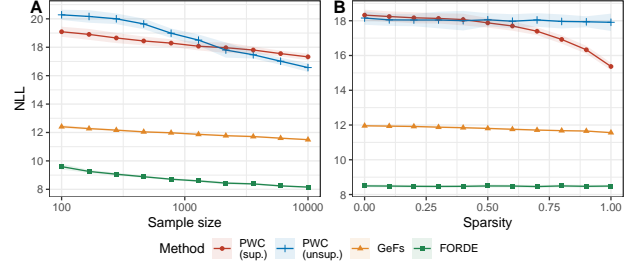 A
B
NLL
20
18
16
14
12
10
8
100
1000
10000
Sample size
18
16
14
12
10
8
0.00
0.25
0.50
0.75
1.00
Sparsity
Method
PWC (sup.)
PWC (unsup.)
GeFs
FORDE